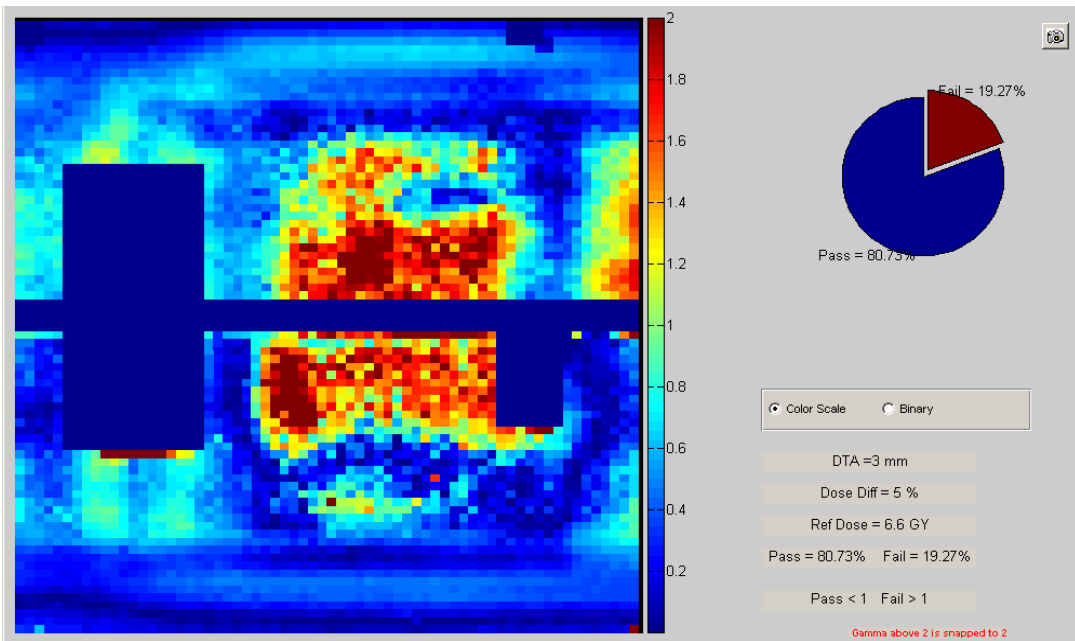 2
1.8
1.6
1.4
1.2
1
0.8
0.6
0.4
0.2
Fail = 19.27%
Pass = 80.73%
Color Scale Binary
DTA =3 mm
Dose Diff = 5 %
Ref Dose = 6.6 GY
Pass = 80.73% Fail = 19.27%
Pass < 1 Fail > 1
Gamma above 2 is snapped to 2